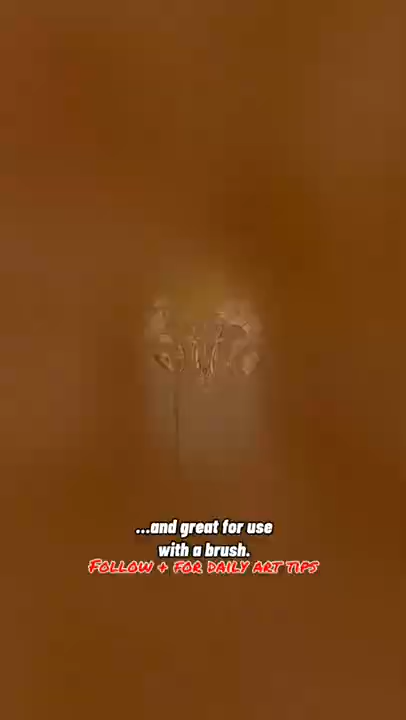 ...and great for use
with a brush.
Follow + for daily art tips